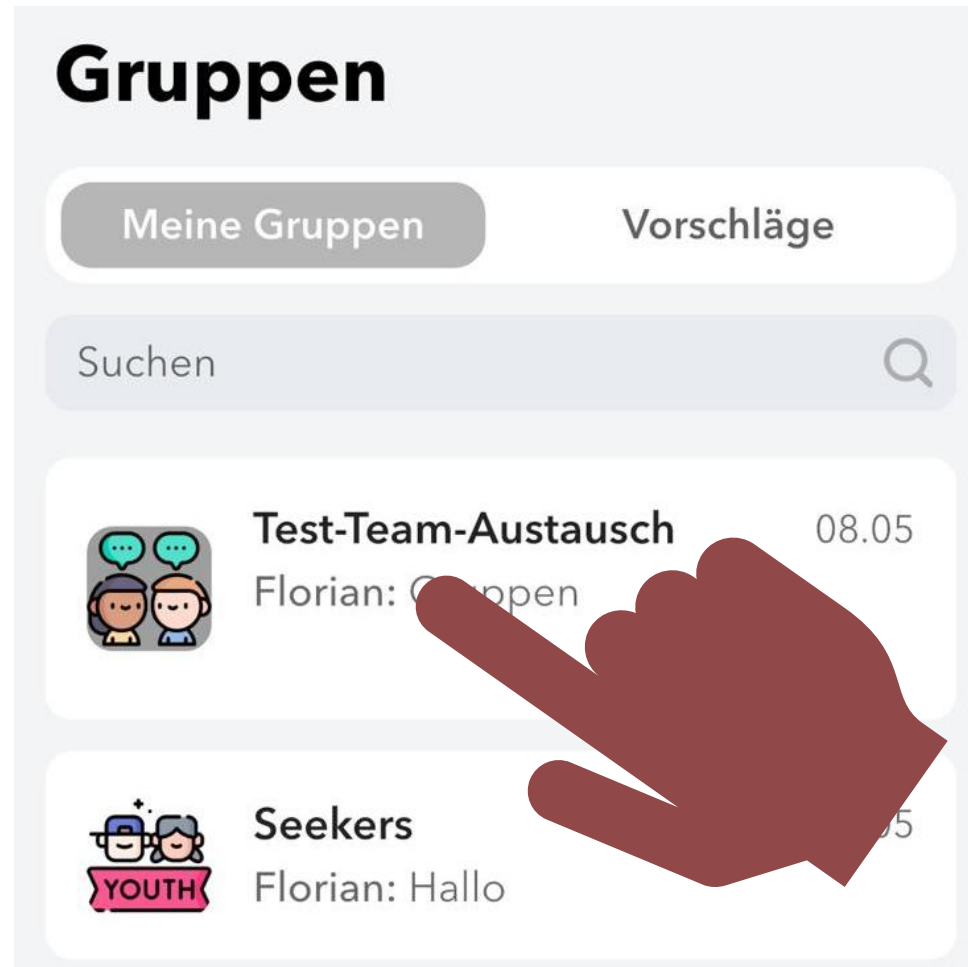 Gruppen
Meine Gruppen Vorschläge
Suchen
Test-Team-Austausch 08.05
Florian:
Seekers
YOUTH
Florian: Hallo